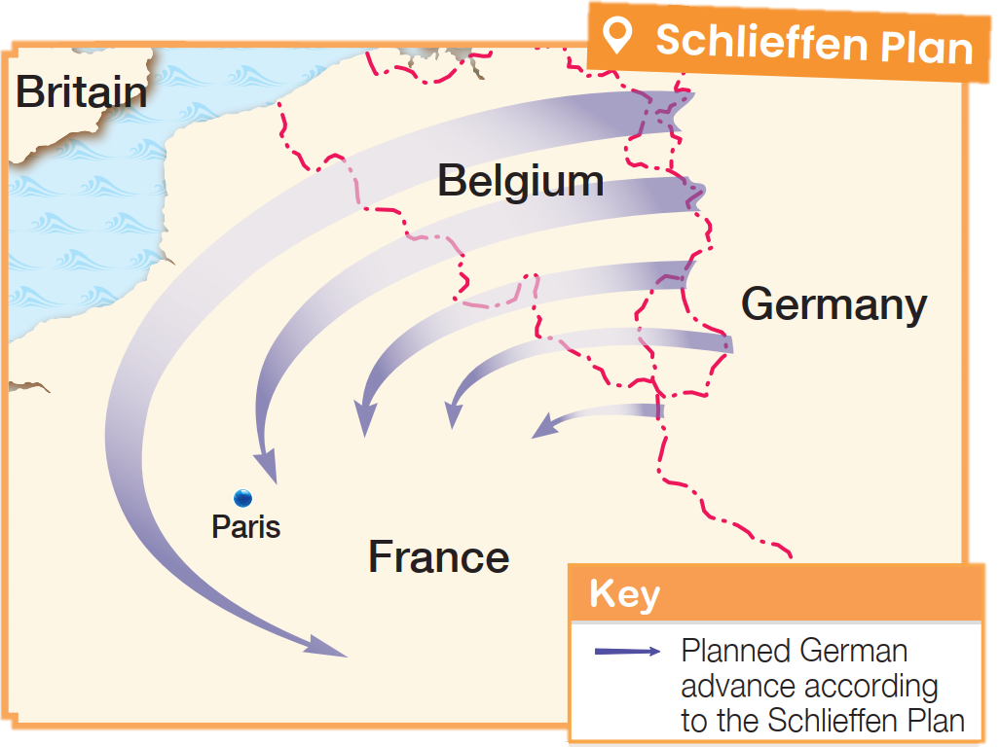 Schlieffen Plan
Britain
Belgium
Germany
Paris
France
Key
Planned German
advance according
to the Schlieffen Plan